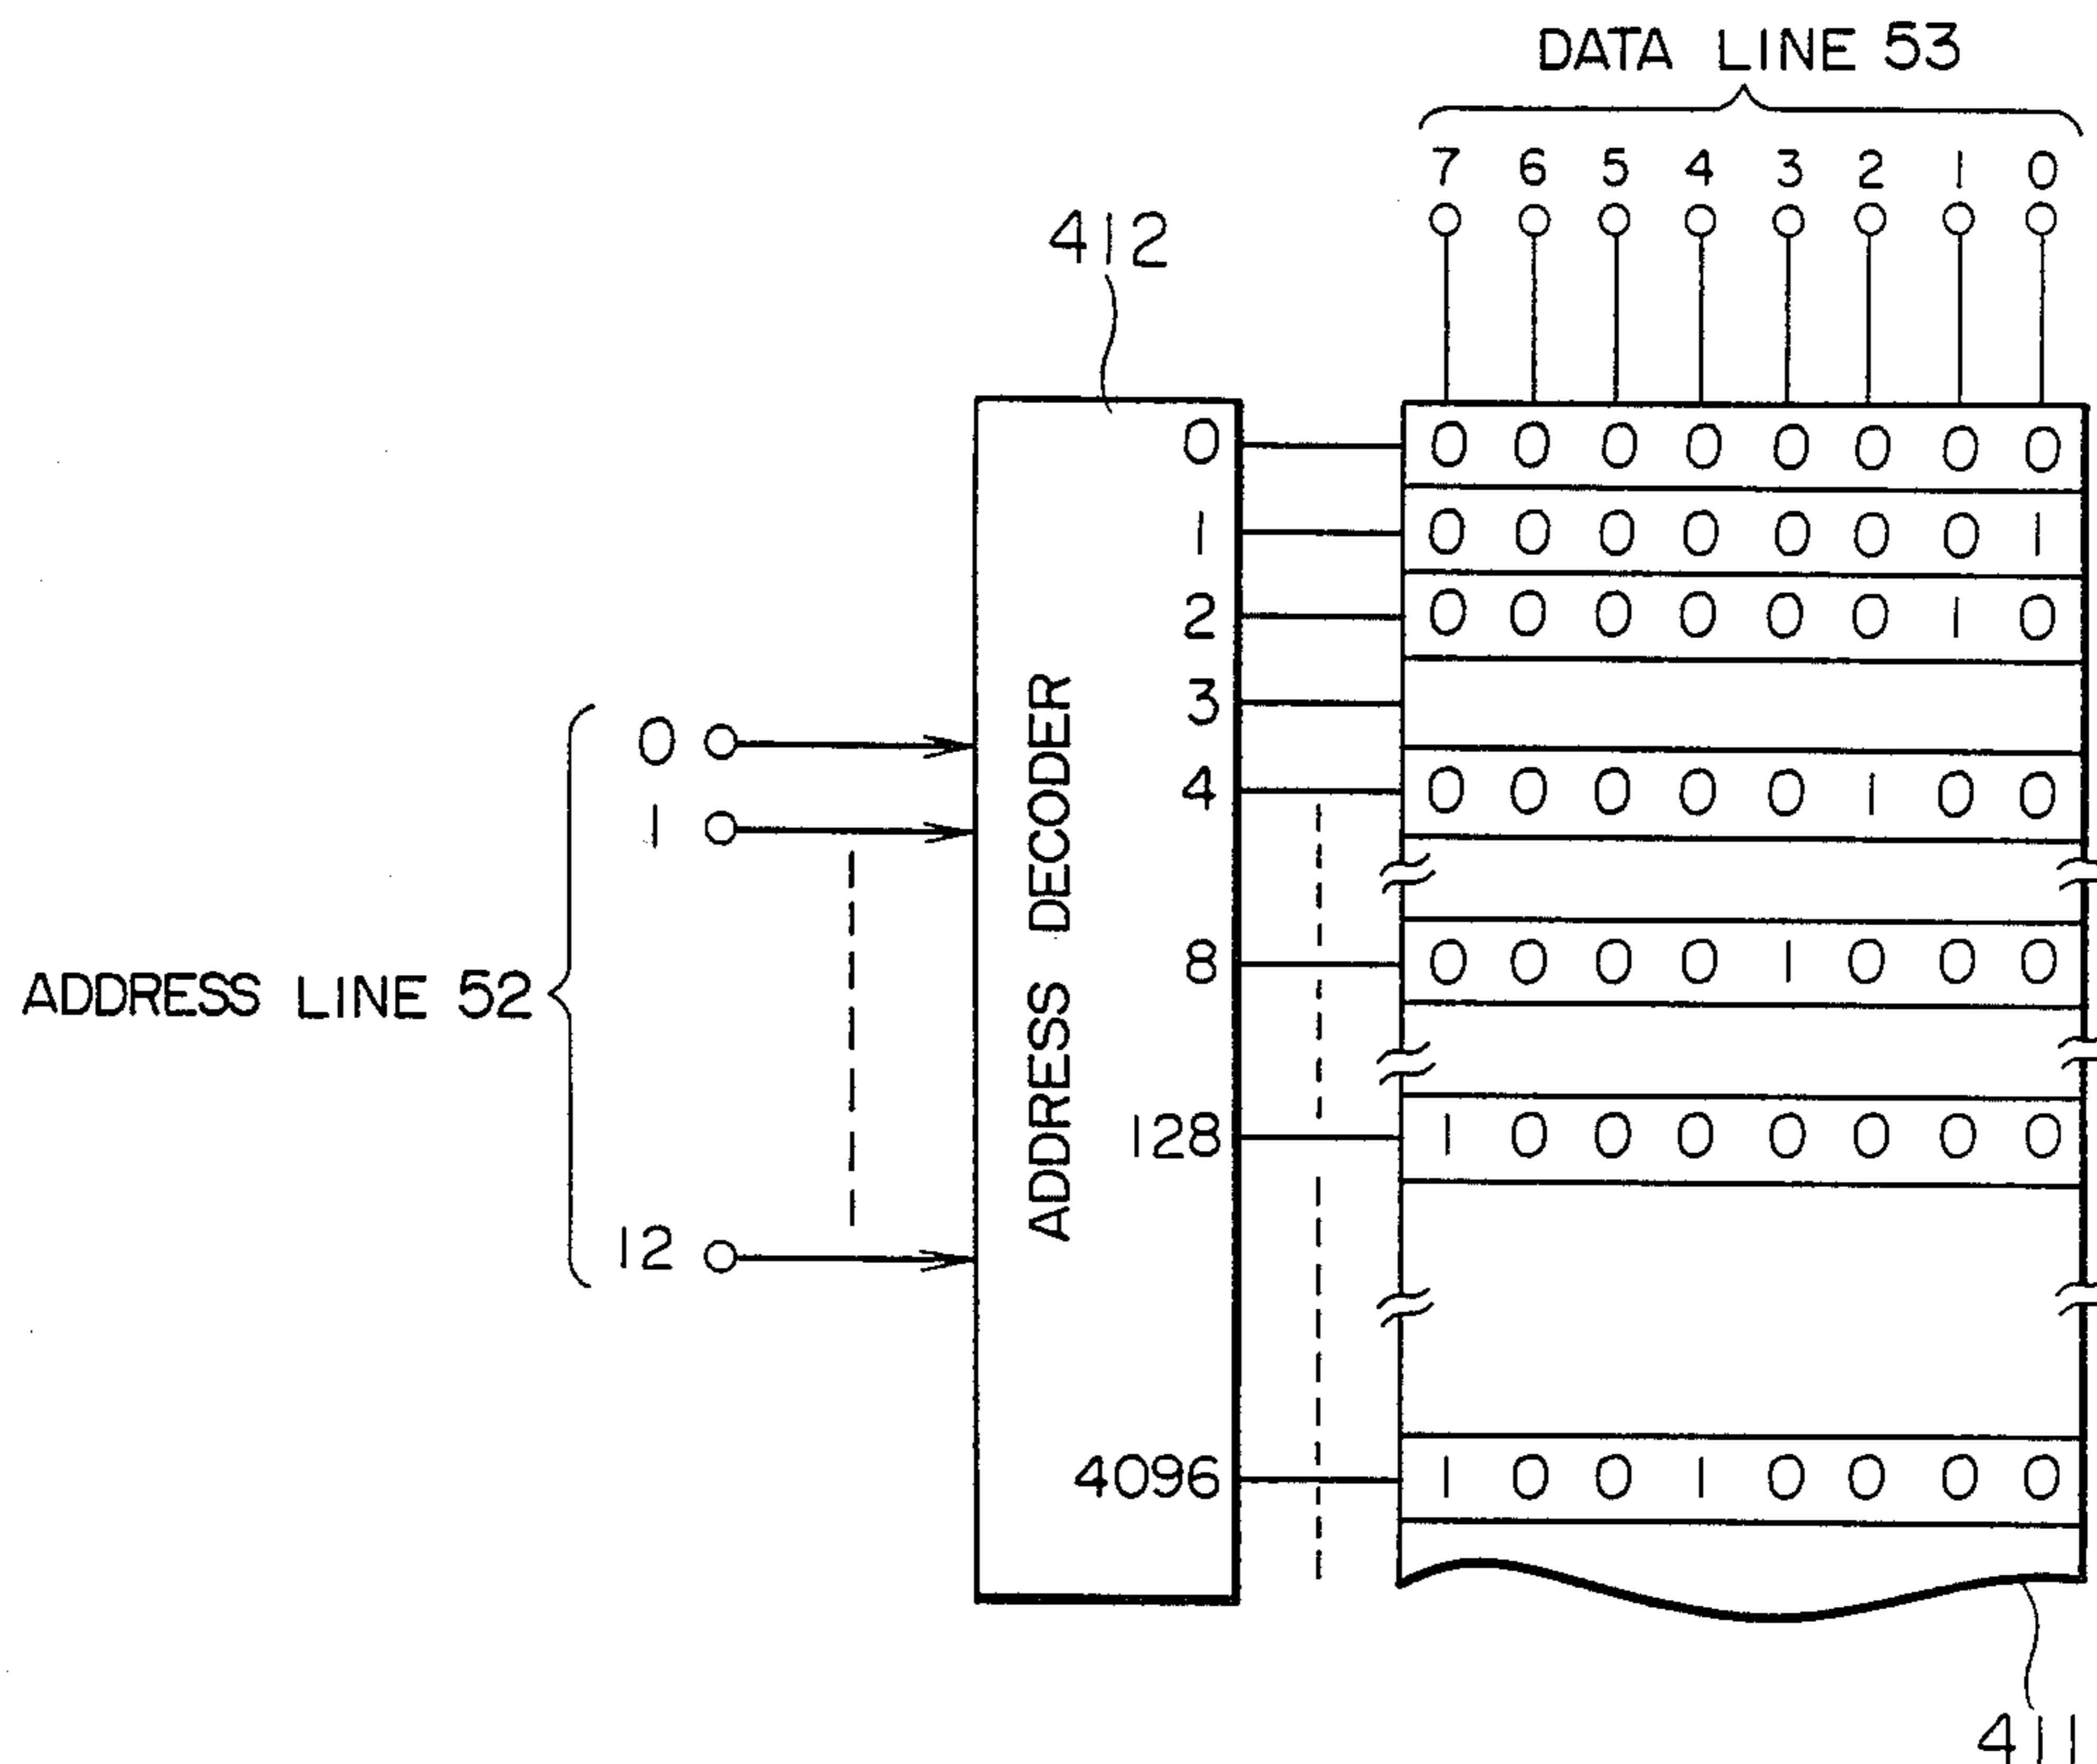 DATA LINE 53
7 6 5 4 3 2 1 0
412
0 0 0 0 0 0 0 0 0
1 0 0 0 0 0 0 0 1
2 0 0 0 0 0 0 1 0
3
4 0 0 0 0 0 1 0 0
8 0 0 0 0 1 0 0 0
128 1 0 0 0 0 0 0 0
4096 1 0 0 1 0 0 0 0
ADDRESS DECODER
0
1
12
ADDRESS LINE 52
411